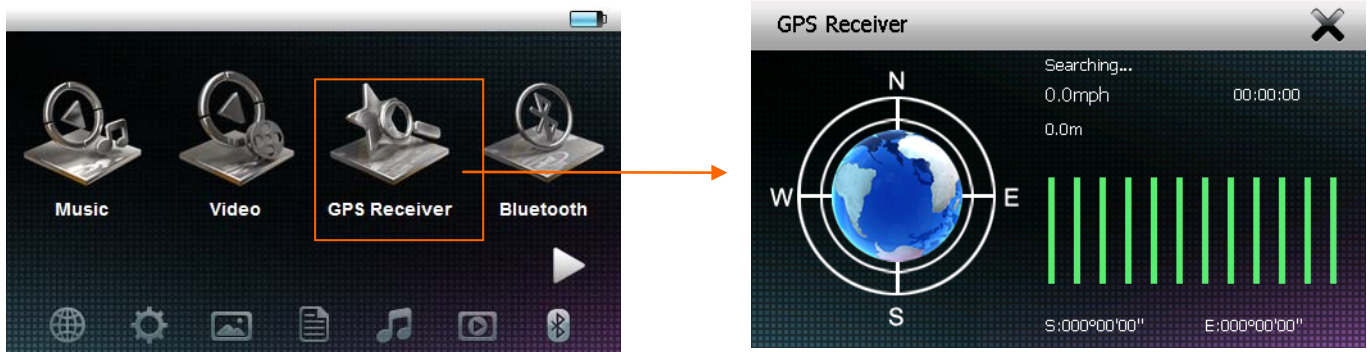 Music Video GPS Receiver Bluetooth
GPS Receiver
Searching...
0.0mph 00:00:00
0.0m
N
W E
S
S:000°00'00" E:000°00'00"